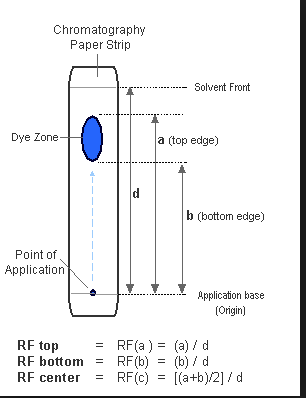 Chromatography
Paper Strip
Solvent Front
Dye Zone
a (top edge)
d
b (bottom edge)
Point of
Application
Application base
(Origin)
RF top = RF(a ) = (a) / d
RF bottom = RF(b) = (b) / d
RF center = RF(c) = [(a+b)/2] / d